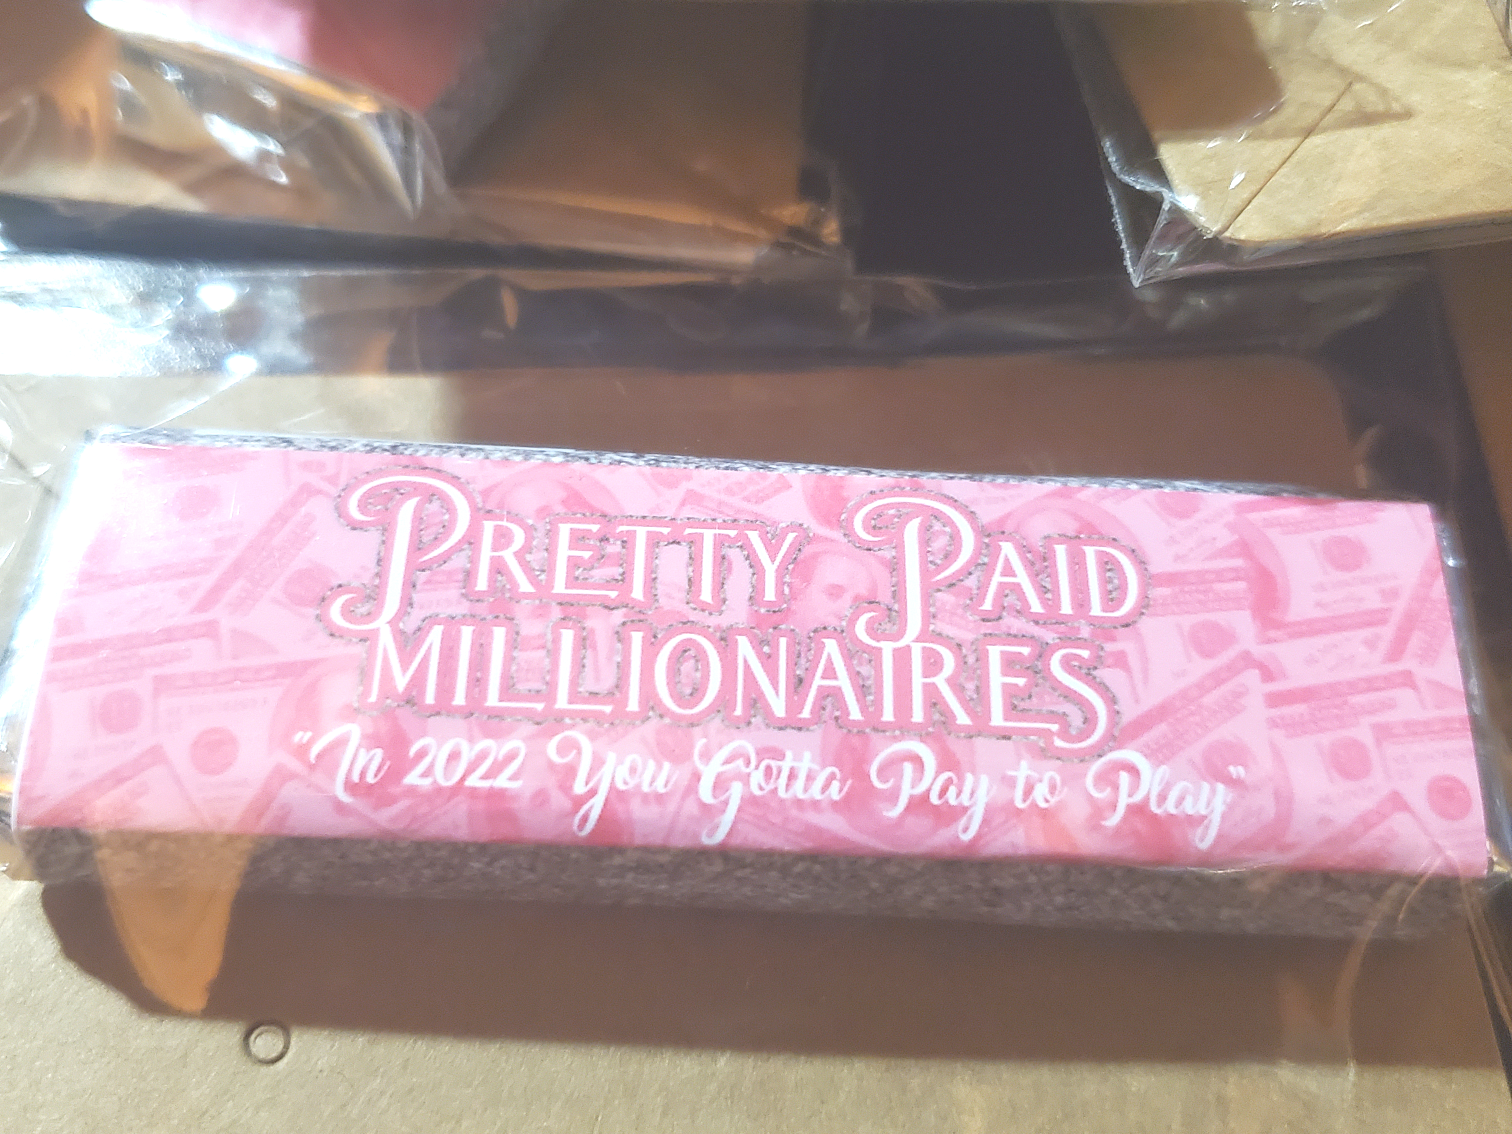 PRETTY PAID
MILLIONAIRES
"In 2022 You Gotta Pay to Play"